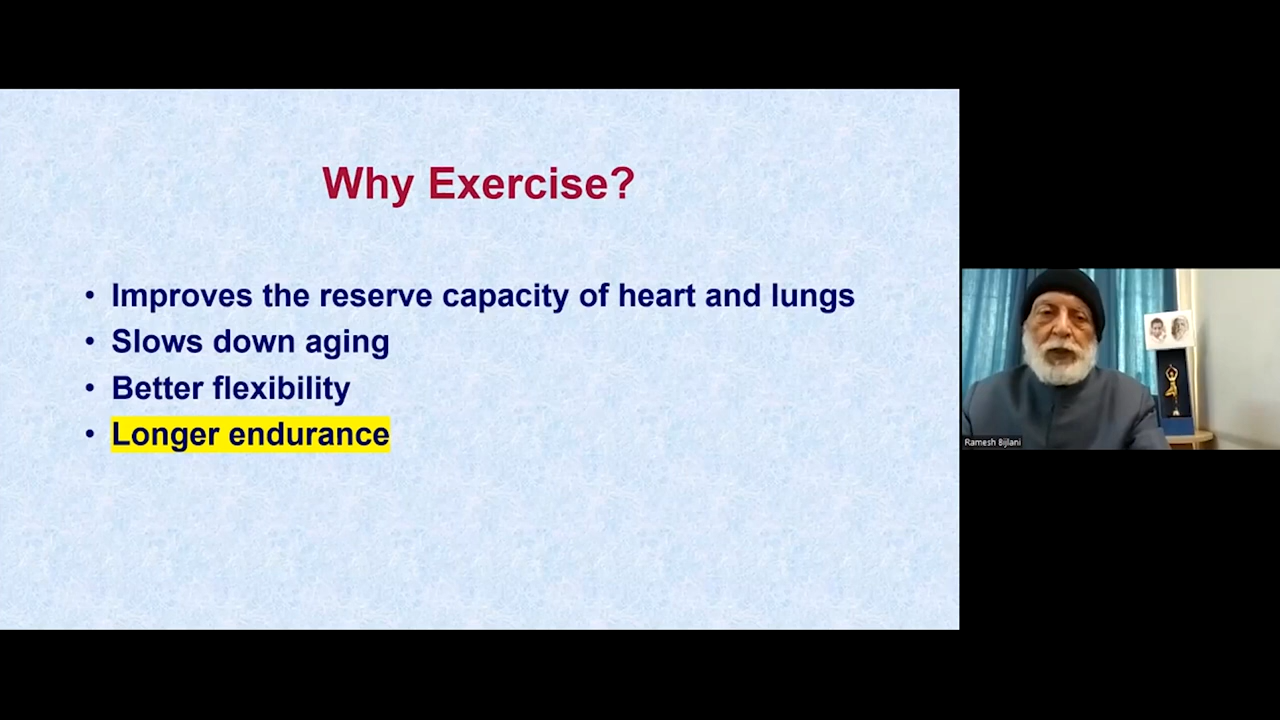 Why Exercise?
• Improves the reserve capacity of heart and lungs
• Slows down aging
• Better flexibility
• Longer endurance
Ramesh Bijlani